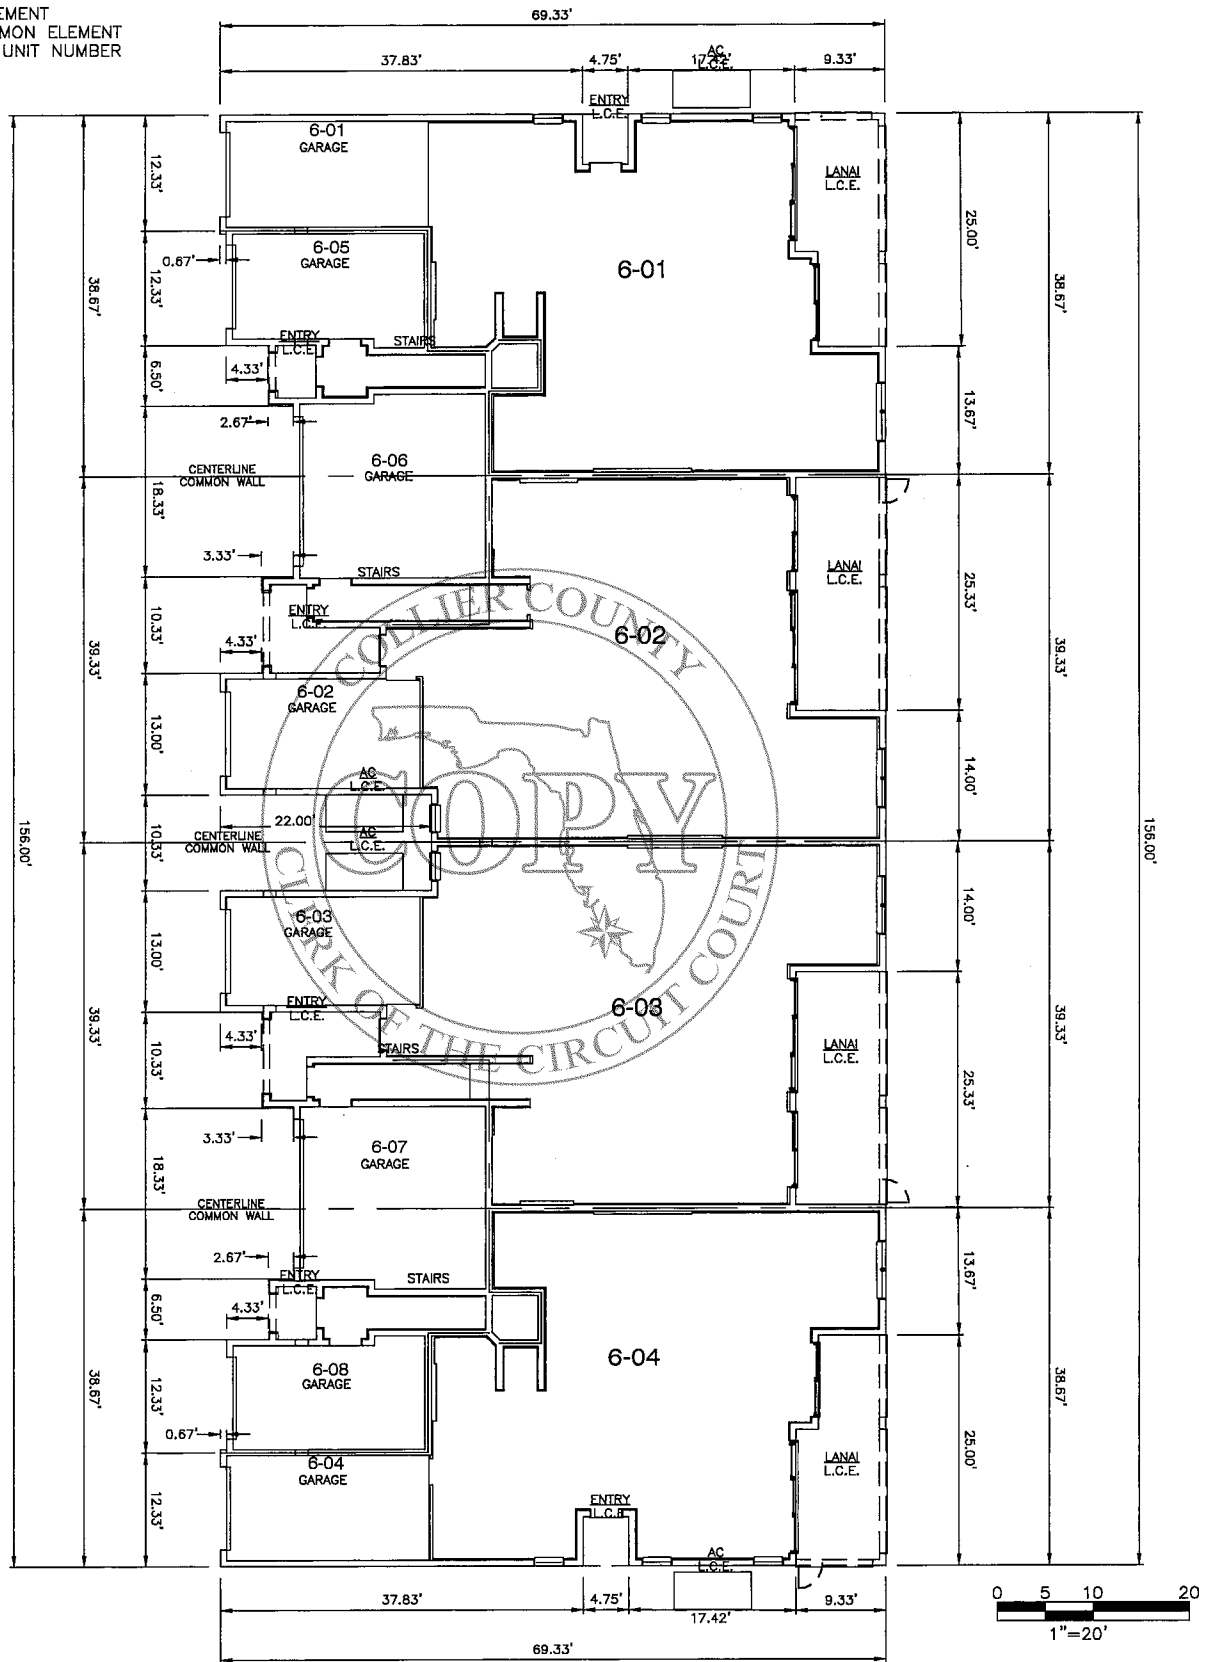 EMENT
MON ELEMENT
UNIT NUMBER
69.33'
37.83'
4.75'
17.42'
AC
L.C.E.
9.33'
ENTRY
L.C.E.
6-01
GARAGE
12.33'
LANAI
L.C.E.
25.00'
6-05
GARAGE
0.67'
12.33'
38.67'
6-01
38.67'
ENTRY
L.C.E.
STAIRS
4.33'
6.50'
13.67'
2.67'
6-06
GARAGE
CENTERLINE
COMMON WALL
18.33'
3.33'
STAIRS
LANAI
L.C.E.
25.33'
ENTRY
L.C.E.
10.33'
4.33'
6-02
39.33'
39.33'
6-02
GARAGE
13.00'
14.00'
AC
L.C.E.
22.00'
156.00'
156.00'
CENTERLINE
COMMON WALL
10.33'
AC
L.C.E.
COLLIER COUNTY
COPY
CLERK OF THE CIRCUIT COURT
14.00'
6-03
GARAGE
13.00'
ENTRY
L.C.E.
6-03
39.33'
39.33'
4.33'
10.33'
STAIRS
LANAI
L.C.E.
25.33'
3.33'
6-07
GARAGE
18.33'
CENTERLINE
COMMON WALL
2.67'
13.67'
ENTRY
L.C.E.
STAIRS
4.33'
6.50'
6-04
6-08
GARAGE
12.33'
38.67'
38.67'
0.67'
25.00'
LANAI
L.C.E.
6-04
GARAGE
12.33'
ENTRY
L.C.E
AC
L.C.E.
37.83'
4.75'
17.42'
9.33'
69.33'
0 5 10 20
1"=20'